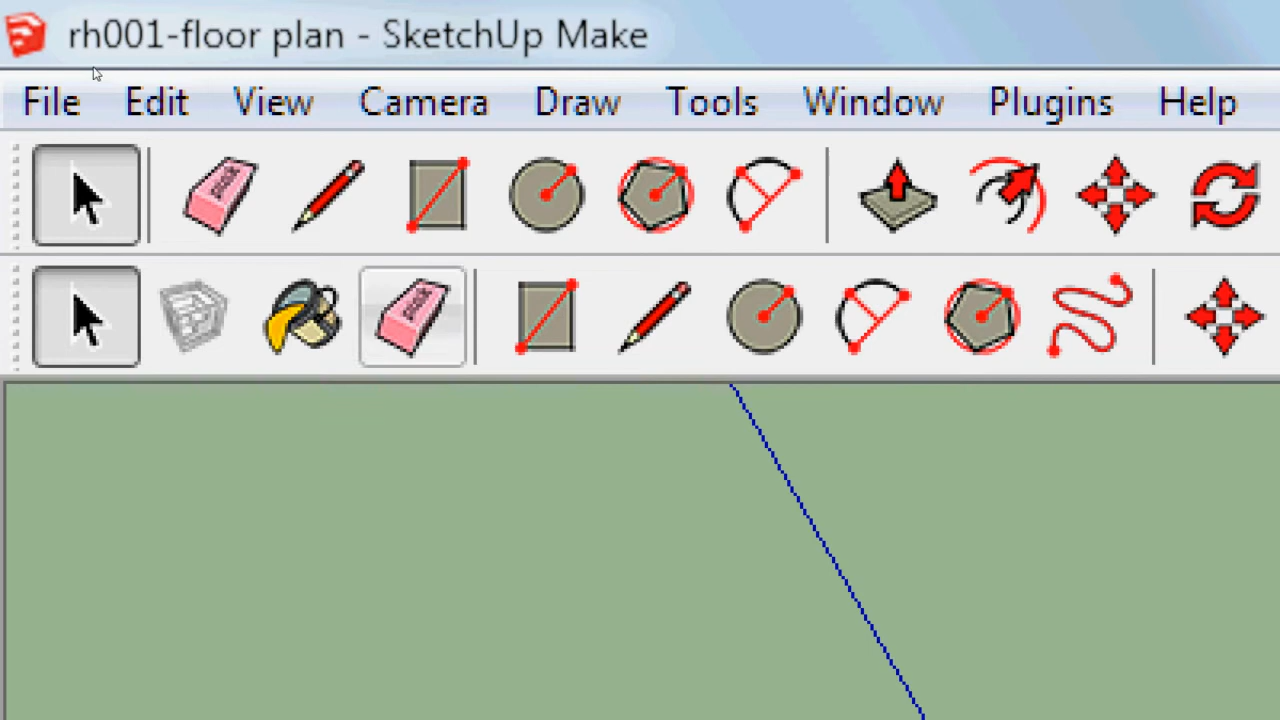 rh001-floor plan - SketchUp Make
File Edit View Camera Draw Tools Window Plugins Help